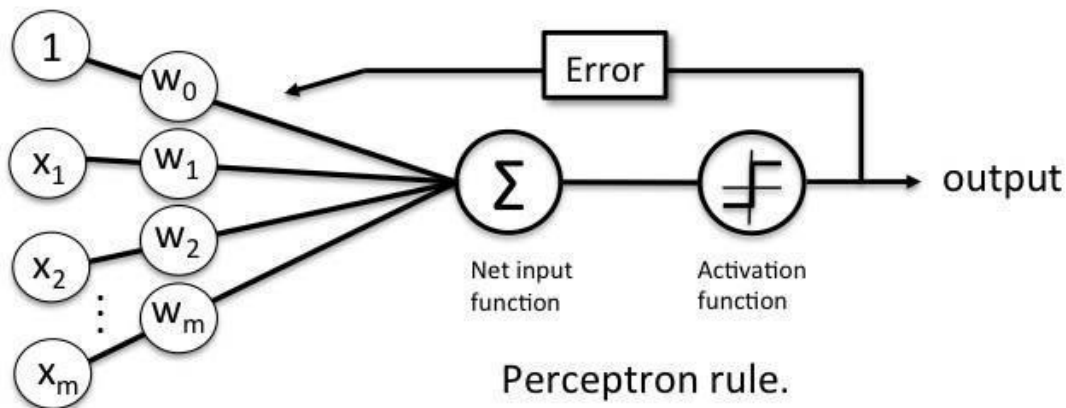 1
w0
Error
x1
w1
Σ
output
x2
w2
⋮
wm
xm
Net input
function
Activation
function
Perceptron rule.